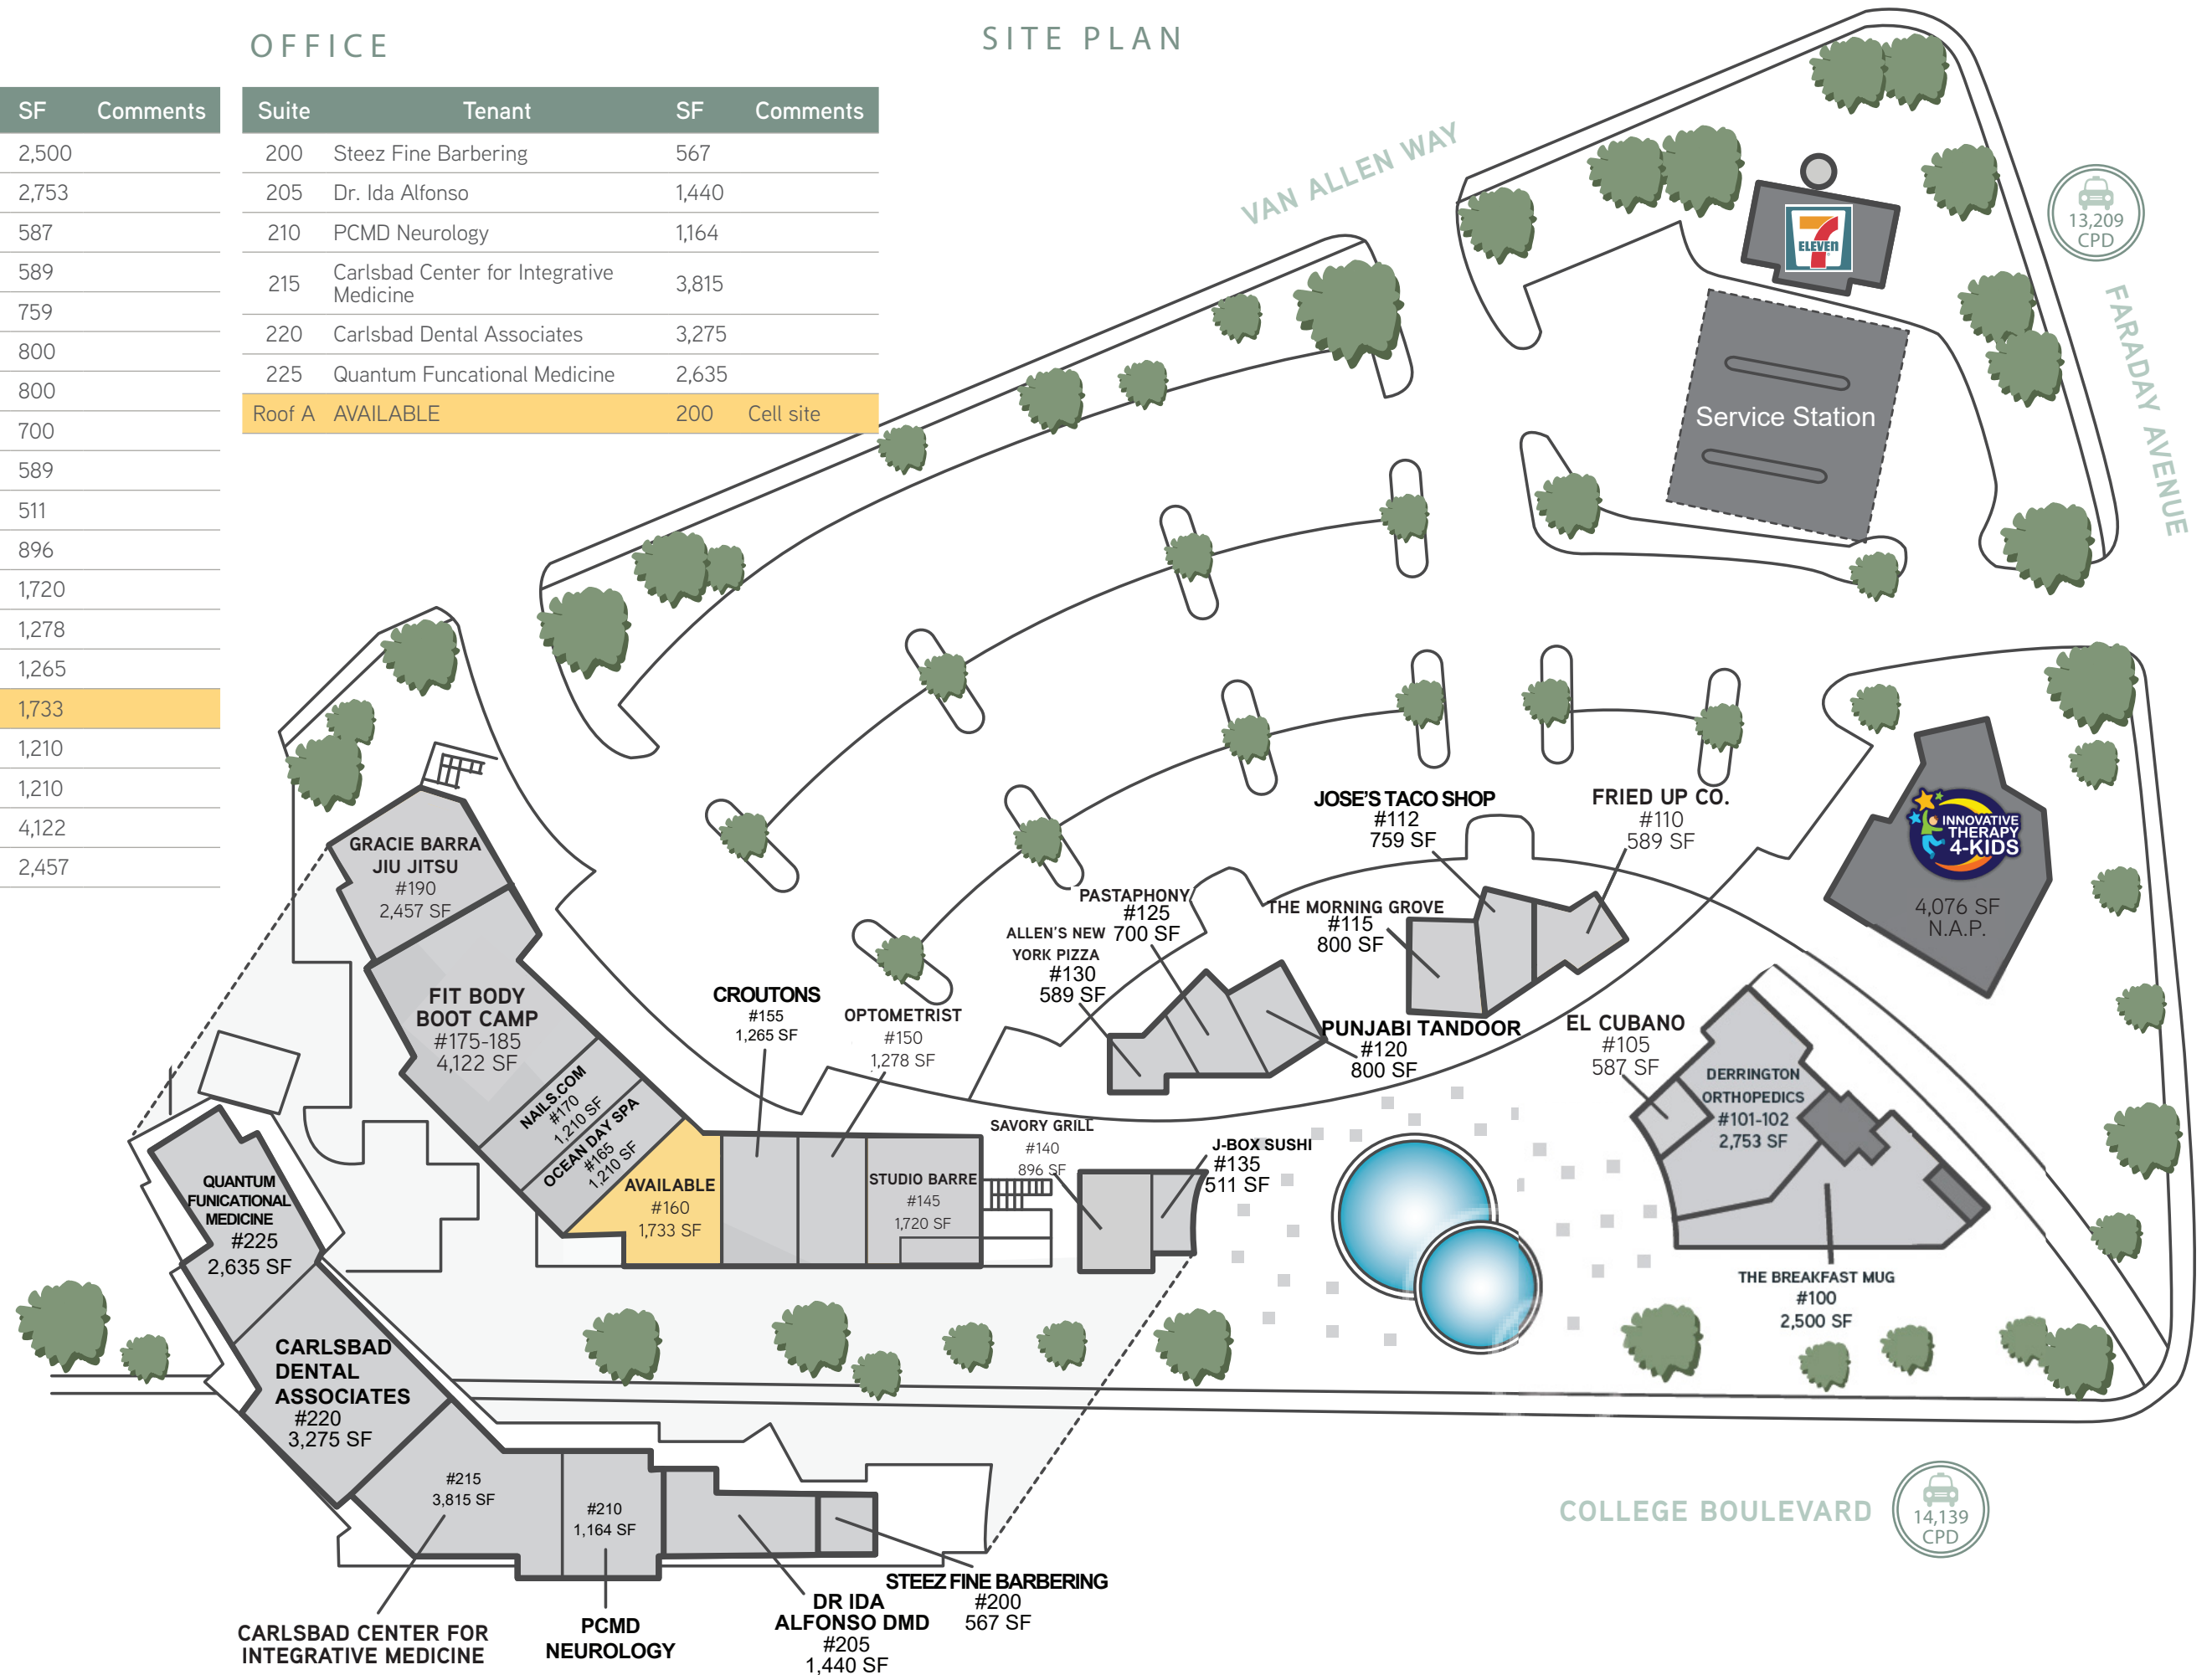 OFFICE
SITE PLAN
SF Comments
2,500
2,753
587
589
759
800
800
700
589
511
896
1,720
1,278
1,265
1,733
1,210
1,210
4,122
2,457
Suite Tenant SF Comments
200 Steez Fine Barbering 567
205 Dr. Ida Alfonso 1,440
210 PCMD Neurology 1,164
215 Carlsbad Center for Integrative
Medicine 3,815
220 Carlsbad Dental Associates 3,275
225 Quantum Funcational Medicine 2,635
Roof A AVAILABLE 200 Cell site
VAN ALLEN WAY
7
ELEVEN
13,209
CPD
FARADAY AVENUE
Service Station
INNOVATIVE
THERAPY
4-KIDS
4,076 SF
N.A.P.
JOSE'S TACO SHOP
#112
759 SF
FRIED UP CO.
#110
589 SF
THE MORNING GROVE
#115
800 SF
PASTAPHONY
#125
700 SF
ALLEN'S NEW
YORK PIZZA
#130
589 SF
PUNJABI TANDOOR
#120
800 SF
EL CUBANO
#105
587 SF
DERRINGTON
ORTHOPEDICS
#101-102
2,753 SF
THE BREAKFAST MUG
#100
2,500 SF
GRACIE BARRA
JIU JITSU
#190
2,457 SF
FIT BODY
BOOT CAMP
#175-185
4,122 SF
NAILS.COM
#170
1,210 SF
OCEAN DAY SPA
#165
1,210 SF
AVAILABLE
#160
1,733 SF
CROUTONS
#155
1,265 SF
OPTOMETRIST
#150
1,278 SF
STUDIO BARRE
#145
1,720 SF
SAVORY GRILL
#140
896 SF
J-BOX SUSHI
#135
511 SF
QUANTUM
FUNICATIONAL
MEDICINE
#225
2,635 SF
CARLSBAD
DENTAL
ASSOCIATES
#220
3,275 SF
#215
3,815 SF
CARLSBAD CENTER FOR
INTEGRATIVE MEDICINE
#210
1,164 SF
PCMD
NEUROLOGY
DR IDA
ALFONSO DMD
#205
1,440 SF
STEEZ FINE BARBERING
#200
567 SF
COLLEGE BOULEVARD
14,139
CPD